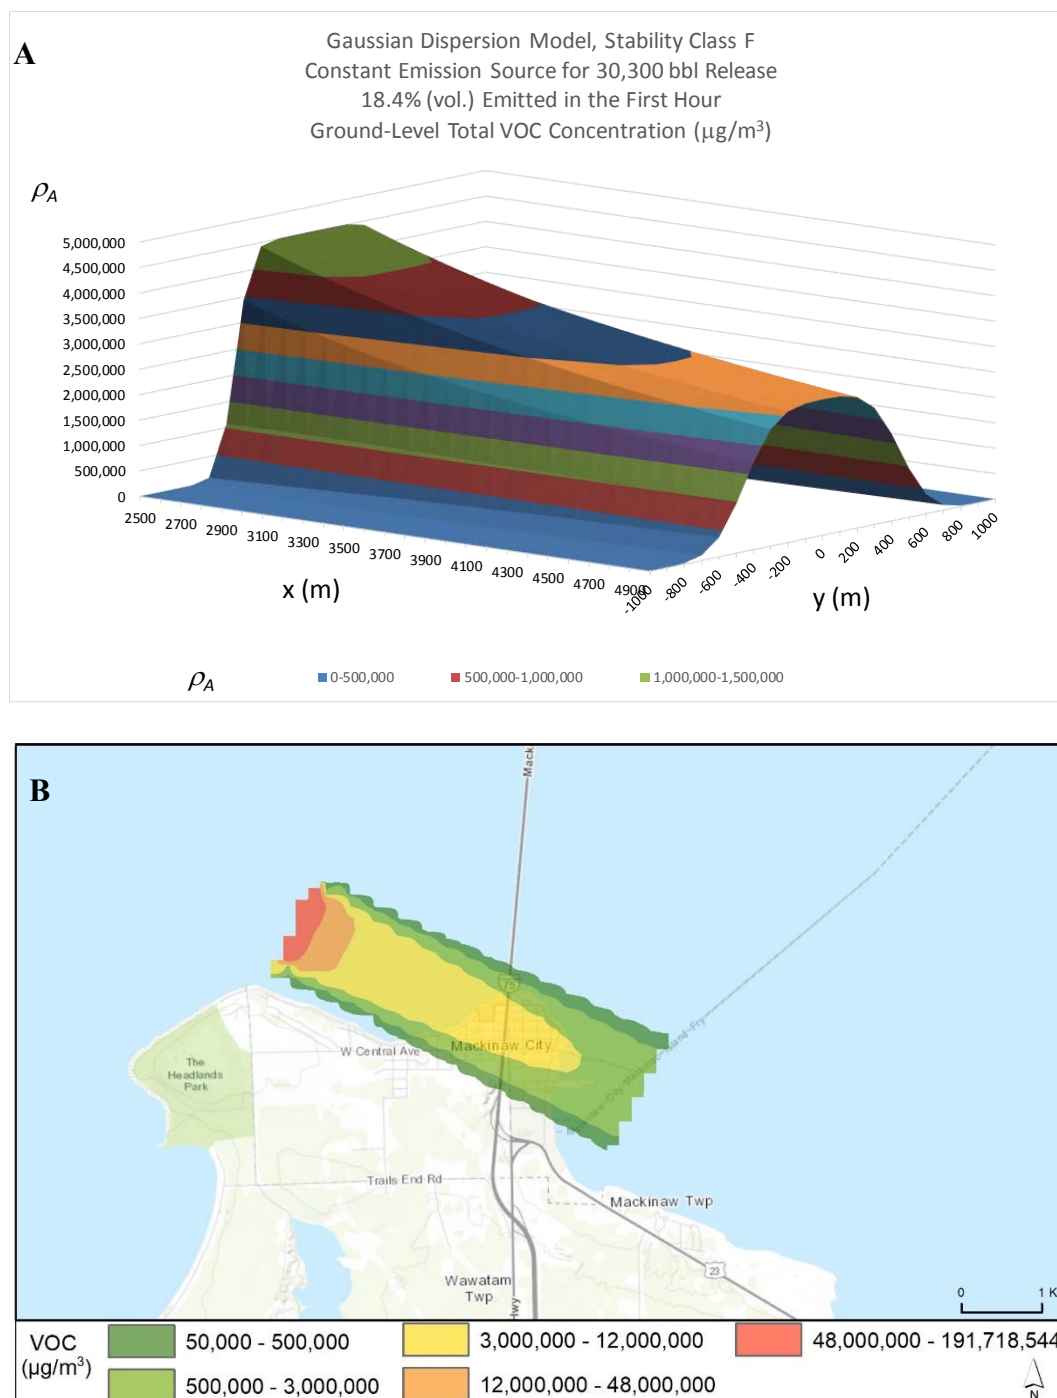 A
Gaussian Dispersion Model, Stability Class F
Constant Emission Source for 30,300 bbl Release
18.4% (vol.) Emitted in the First Hour
Ground-Level Total VOC Concentration (µg/m³)
ρA
5,000,000
4,500,000
4,000,000
3,500,000
3,000,000
2,500,000
2,000,000
1,500,000
1,000,000
500,000
0
2500 2700 2900 3100 3300 3500 3700 3900 4100 4300 4500 4700 4900
-1000 -800 -600 -400 -200 0 200 400 600 800 1000
x (m)
y (m)
ρA
0-500,000 500,000-1,000,000 1,000,000-1,500,000
B
Mack
75
W Central Ave
Mackinaw City
The
Headlands
Park
Mackinaw-City-Mackinac-Island-Fry
Trails End Rd
Mackinaw Twp
23
Wawatam
Twp
Hwy
0 1 K
VOC
(µg/m³)
50,000 - 500,000
3,000,000 - 12,000,000
48,000,000 - 191,718,544
500,000 - 3,000,000
12,000,000 - 48,000,000
N